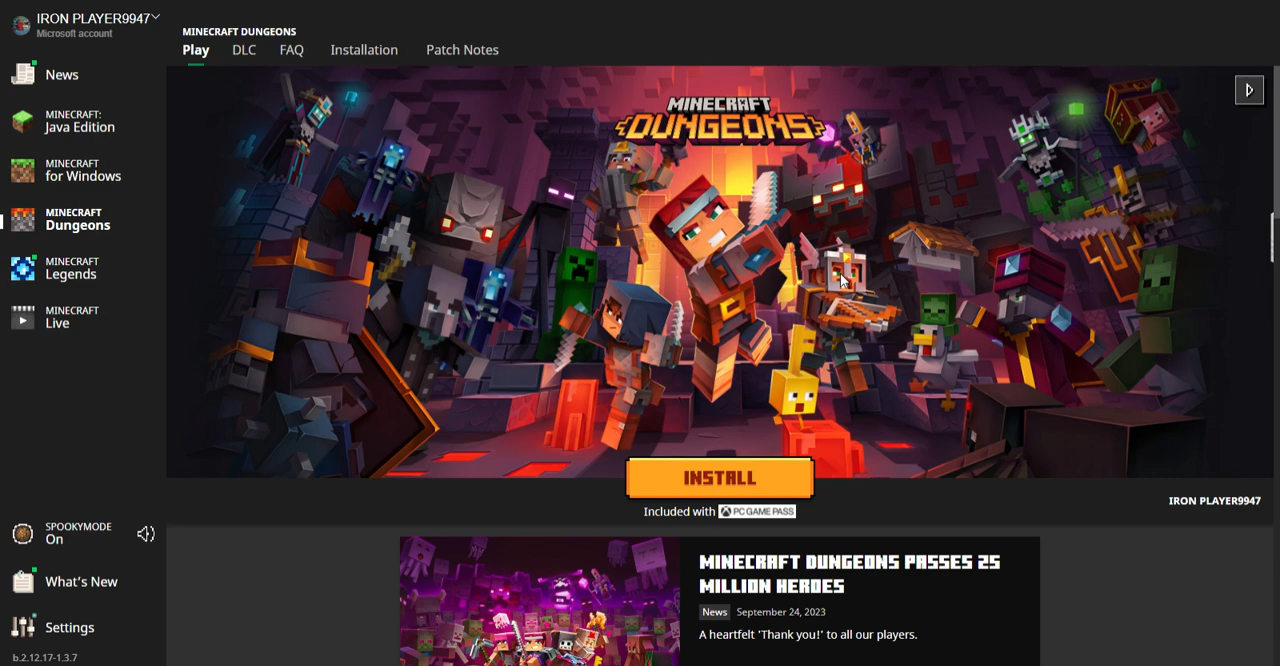 IRON PLAYER9947
Microsoft account
News
MINECRAFT:
Java Edition
MINECRAFT
for Windows
MINECRAFT
Dungeons
MINECRAFT
Legends
MINECRAFT
Live
SPOOKYMODE
On
What's New
Settings
b.2.12.17-1.3.7
MINECRAFT DUNGEONS
Play DLC FAQ Installation Patch Notes
MINECRAFT
DUNGEONS
INSTALL
Included with PC GAME PASS
IRON PLAYER9947
MINECRAFT DUNGEONS PASSES 25
MILLION HEROES
News September 24, 2023
A heartfelt 'Thank you!' to all our players.